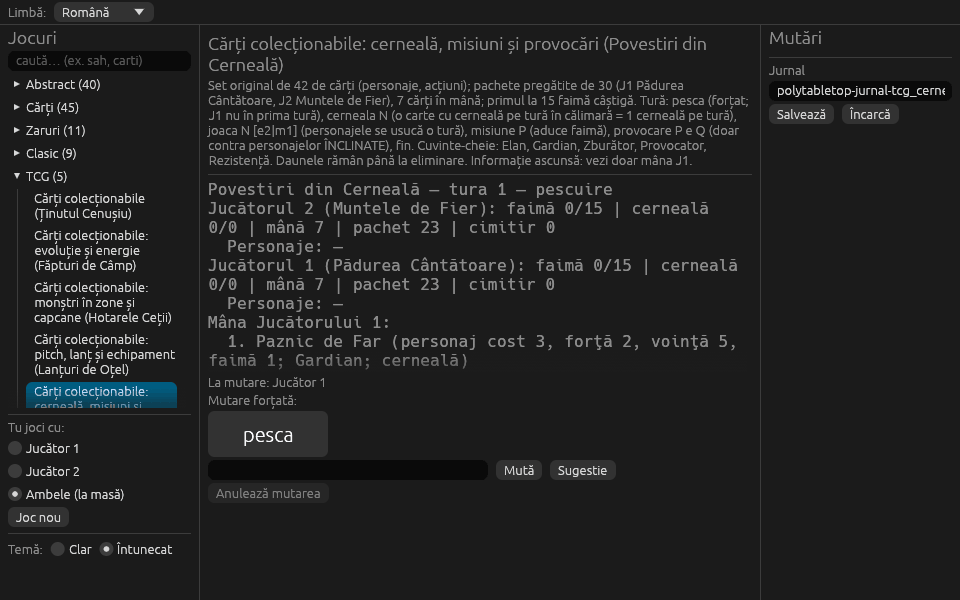 Limbă: Română
Jocuri
caută… (ex. sah, carti)
Abstract (40)
Cărți (45)
Zaruri (11)
Clasic (9)
TCG (5)
Cărți colecționabile
(Ținutul Cenușiu)
Cărți colecționabile:
evoluție și energie
(Făpturi de Câmp)
Cărți colecționabile:
monștri în zone și
capcane (Hotarele Ceții)
Cărți colecționabile:
pitch, lanț și echipament
(Lanțuri de Oțel)
Cărți colecționabile:
cerneală, misiuni și
Tu joci cu:
Jucător 1
Jucător 2
Ambele (la masă)
Joc nou
Temă: Clar Întunecat
Cărți colecționabile: cerneală, misiuni și provocări (Povestiri din
Cerneală)
Set original de 42 de cărți (personaje, acțiuni); pachete pregătite de 30 (J1 Pădurea
Cântătoare, J2 Muntele de Fier), 7 cărți în mână; primul la 15 faimă câștigă. Tură: pesca (forțat;
J1 nu în prima tură), cerneala N (o carte cu cerneală pe tură în călimară = 1 cerneală pe tură),
joaca N [e2|m1] (personajele se usucă o tură), misiune P (aduce faimă), provocare P e Q (doar
contra personajelor ÎNCLINATE), fin. Cuvinte-cheie: Elan, Gardian, Zburător, Provocator,
Rezistență. Daunele rămân până la eliminare. Informație ascunsă: vezi doar mâna J1.
Povestiri din Cerneală — tura 1 — pescuire
Jucătorul 2 (Muntele de Fier): faimă 0/15 | cerneală
0/0 | mână 7 | pachet 23 | cimitir 0
Personaje: —
Jucătorul 1 (Pădurea Cântătoare): faimă 0/15 | cerneală
0/0 | mână 7 | pachet 23 | cimitir 0
Personaje: —
Mâna Jucătorului 1:
1. Paznic de Far (personaj cost 3, forţă 2, voinţă 5,
faimă 1; Gardian; cerneală)
La mutare: Jucător 1
Mutare forțată:
pesca
Mută
Sugestie
Anulează mutarea
Mutări
Jurnal
polytabletop-jurnal-tcg_cerne
Salvează
Încarcă